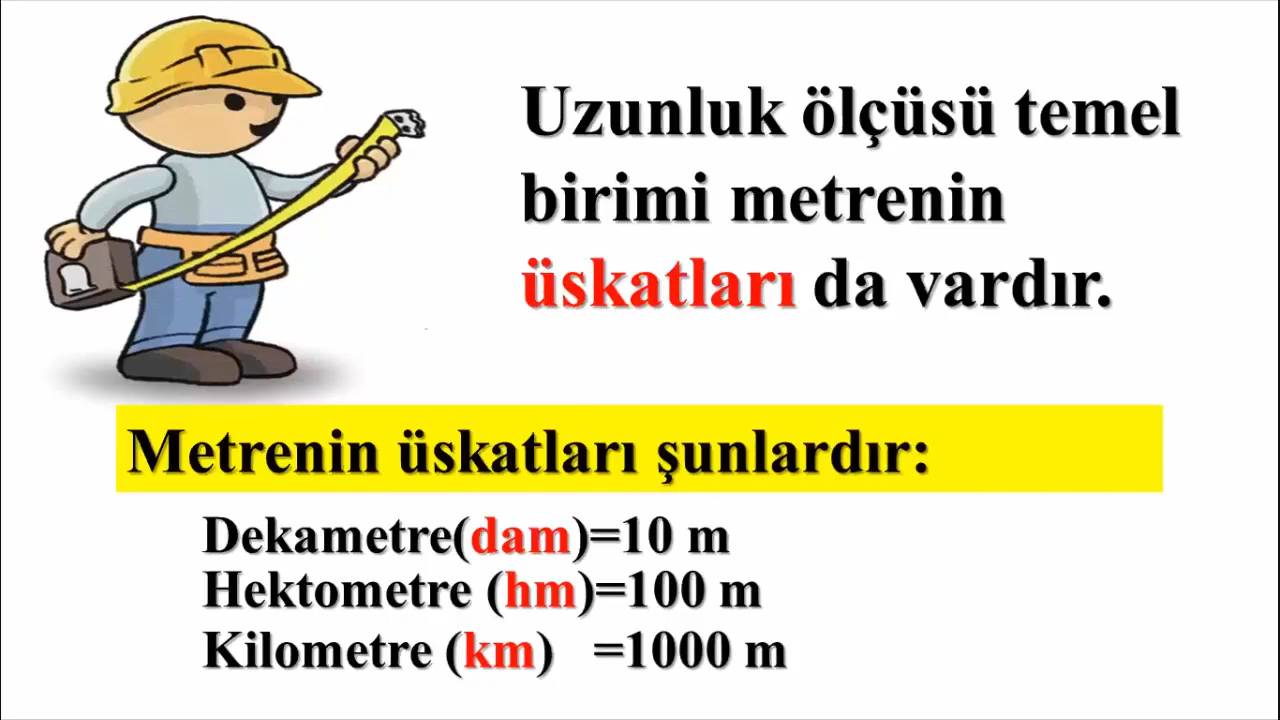 Uzunluk ölçüsü temel
birimi metrenin
üskatları da vardır.
Metrenin üskatları şunlardır:
Dekametre(dam)=10 m
Hektometre (hm)=100 m
Kilometre (km) =1000 m